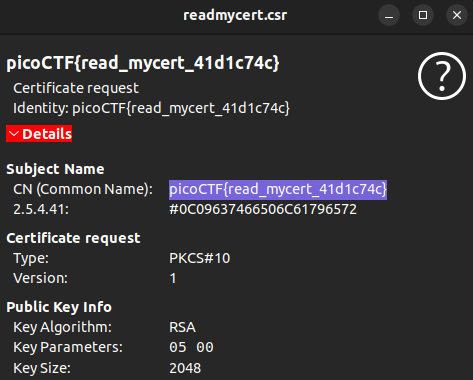 readmycert.csr
picoCTF{read_mycert_41d1c74c}
Certificate request
Identity: picoCTF{read_mycert_41d1c74c}
Details
Subject Name
CN (Common Name): picoCTF{read_mycert_41d1c74c}
2.5.4.41: #0C09637466506C61796572
Certificate request
Type: PKCS#10
Version: 1
Public Key Info
Key Algorithm: RSA
Key Parameters: 05 00
Key Size: 2048